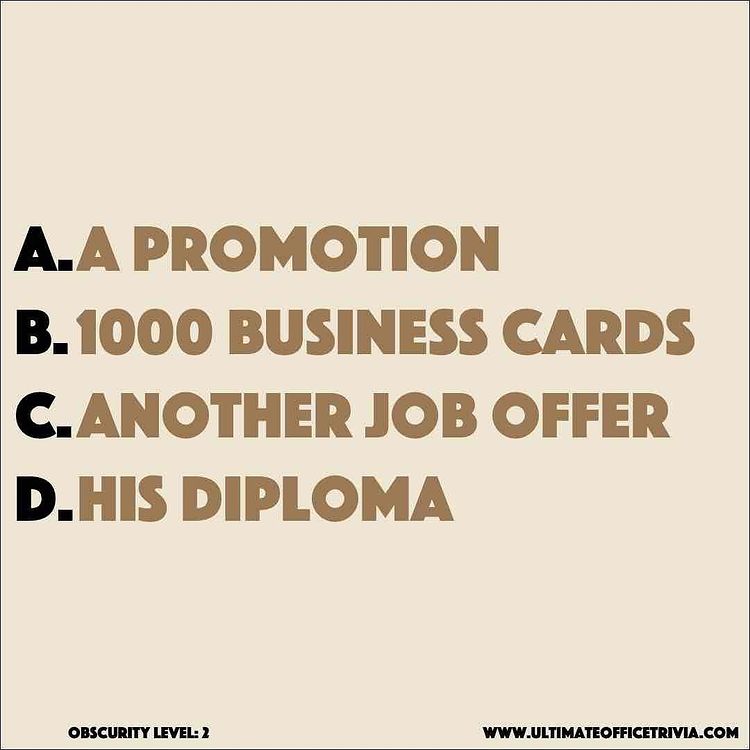 A. A PROMOTION
B. 1000 BUSINESS CARDS
C. ANOTHER JOB OFFER
D. HIS DIPLOMA
OBSCURITY LEVEL: 2
WWW.ULTIMATEOFFICETRIVIA.COM